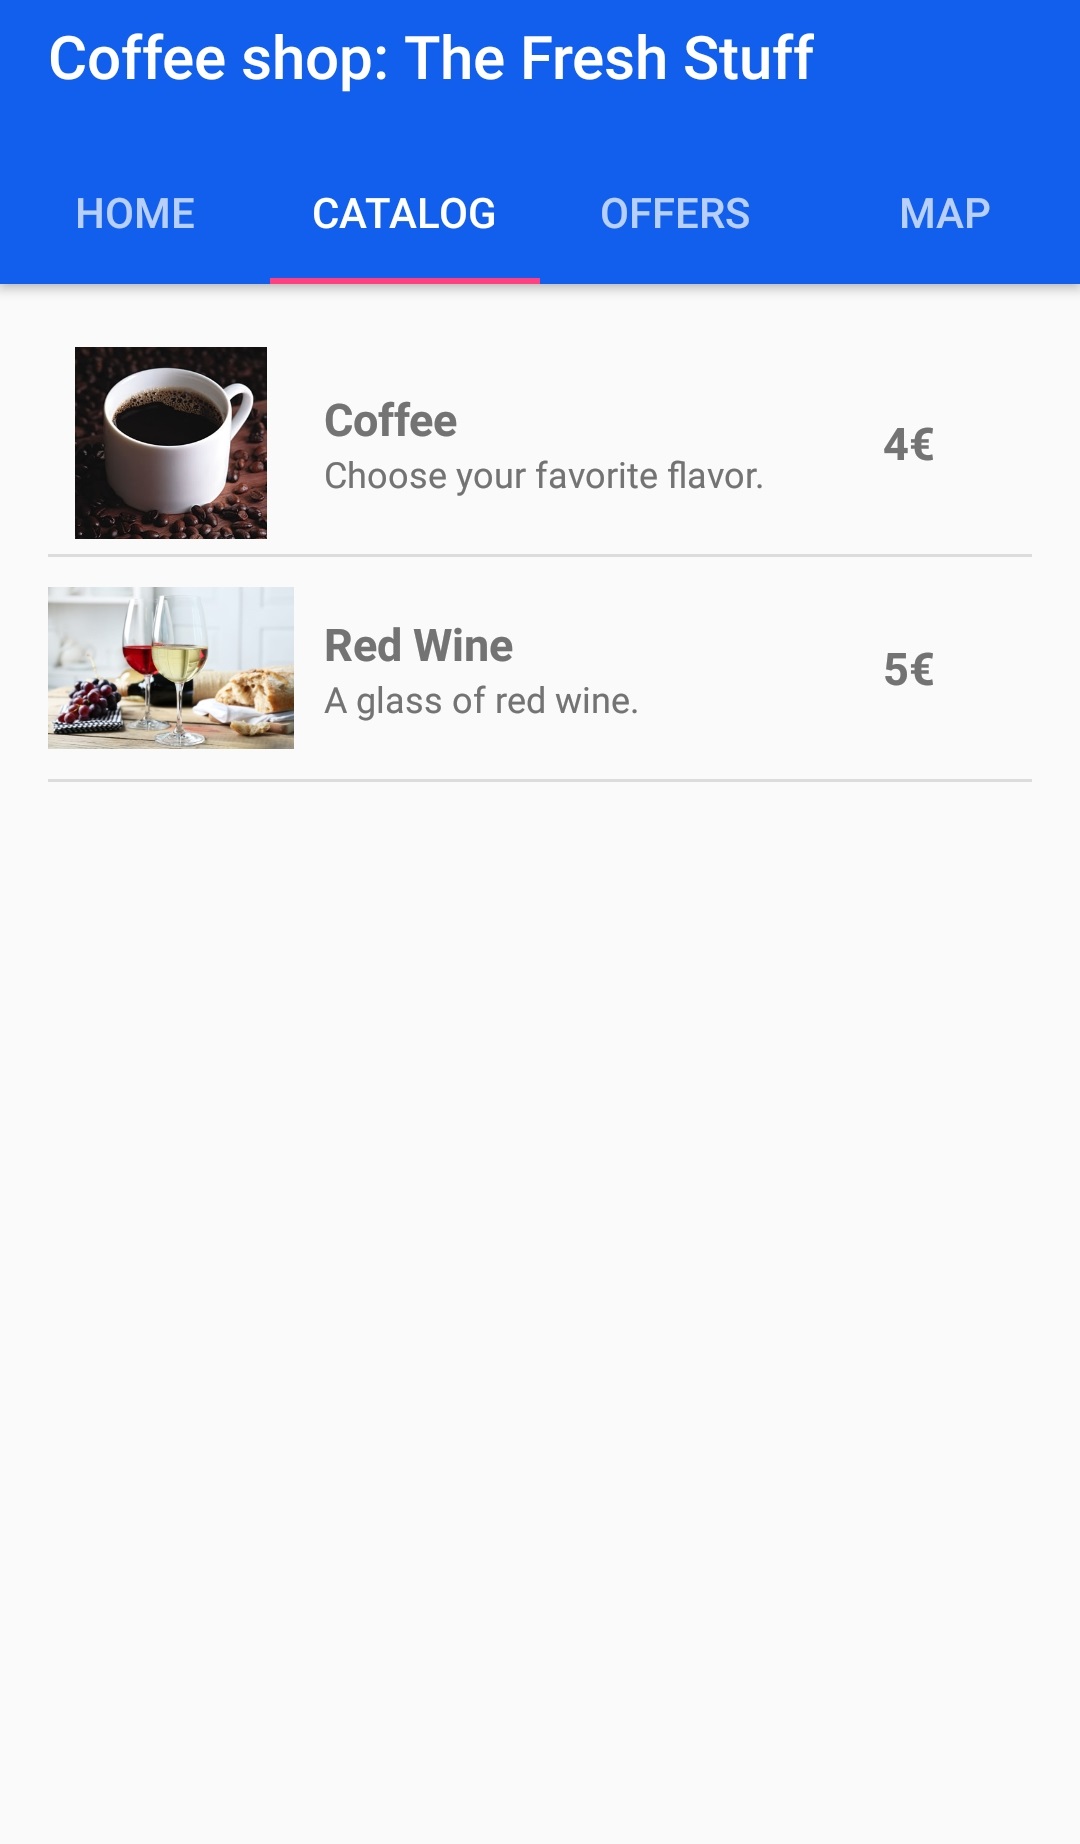 Coffee shop: The Fresh Stuff
HOME CATALOG OFFERS MAP
Coffee
Choose your favorite flavor.
4€
Red Wine
A glass of red wine.
5€